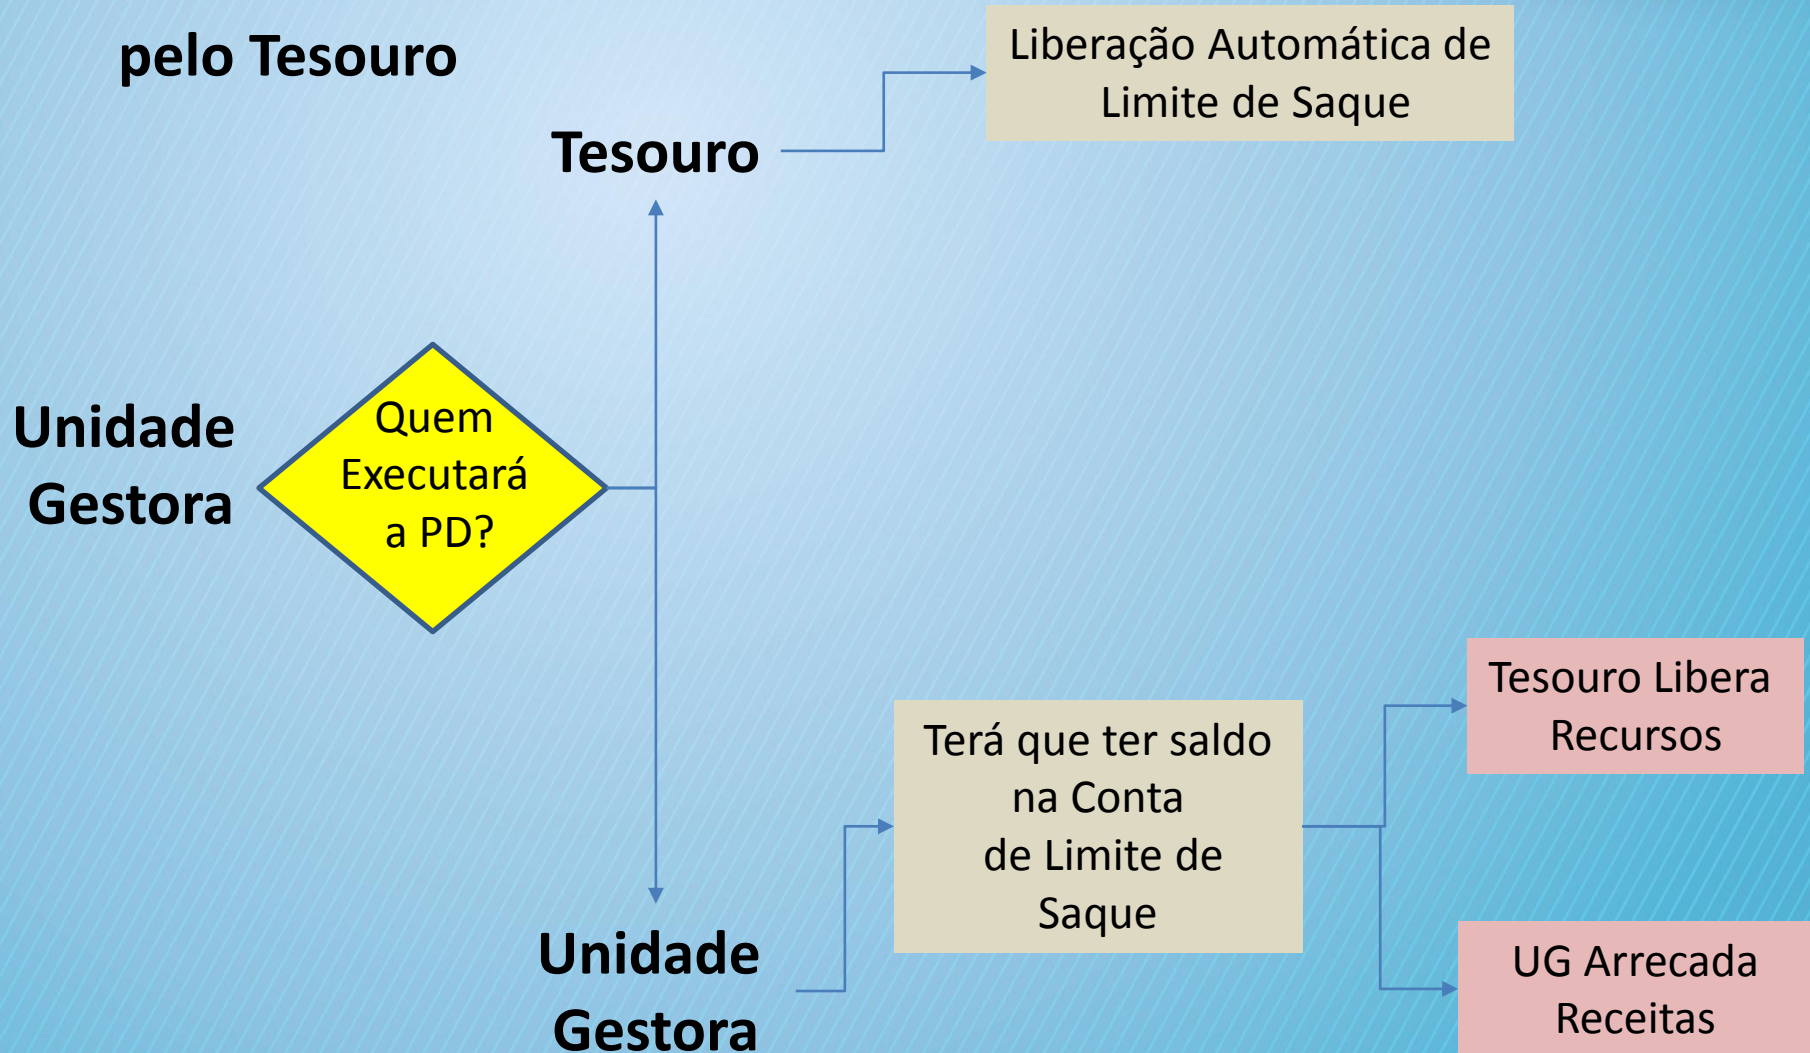 pelo Tesouro
Liberação Automática de
Limite de Saque
Tesouro
Unidade
Gestora
Quem
Executará
a PD?
Terá que ter saldo
na Conta
de Limite de
Saque
Tesouro Libera
Recursos
UG Arrecada
Receitas
Unidade
Gestora